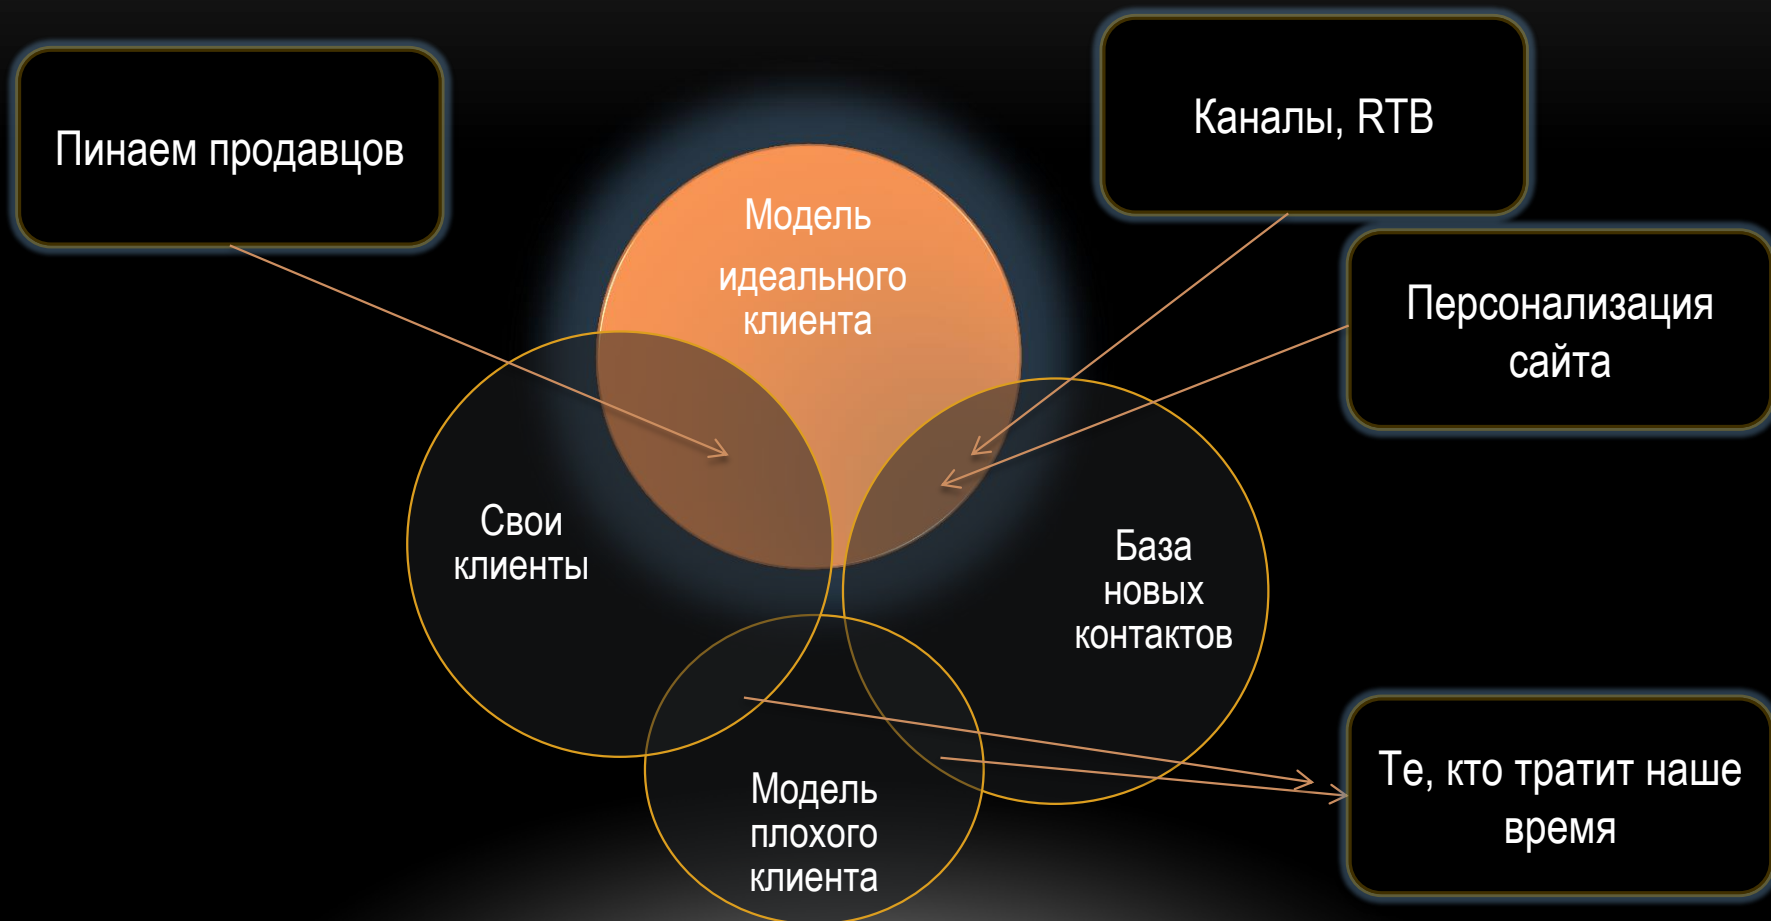 Пинаем продавцов
Каналы, RTB
Модель
идеального
клиента
Персонализация
сайта
Свои
клиенты
База
новых
контактов
Модель
плохого
клиента
Те, кто тратит наше
время